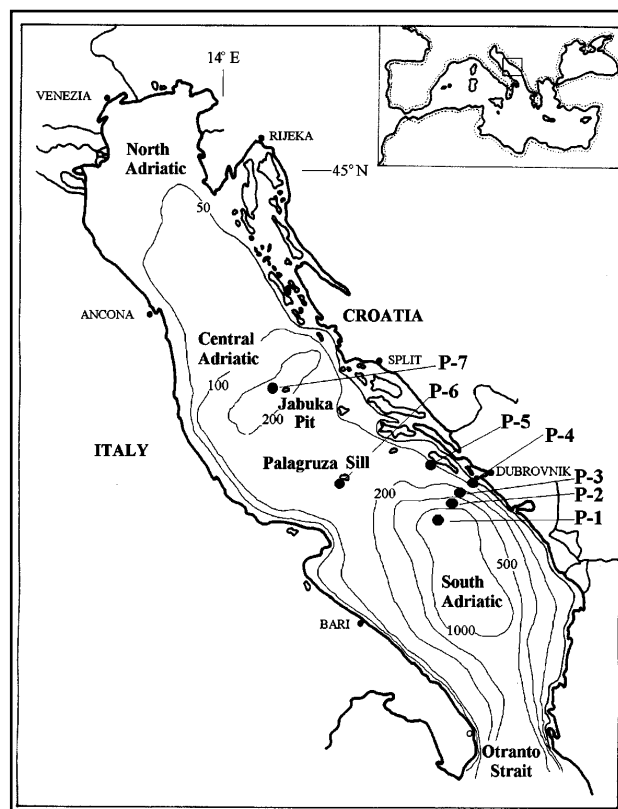 14° E
VENEZIA
RIJEKA
North
Adriatic
45° N
50
ANCONA
CROATIA
Central
Adriatic
SPLIT
P-7
100
P-6
Jabuka
Pit
200
P-5
ITALY
P-4
Palagruza Sill
DUBROVNIK
P-3
200
P-2
P-1
500
South
Adriatic
BARI
1000
Otranto
Strait